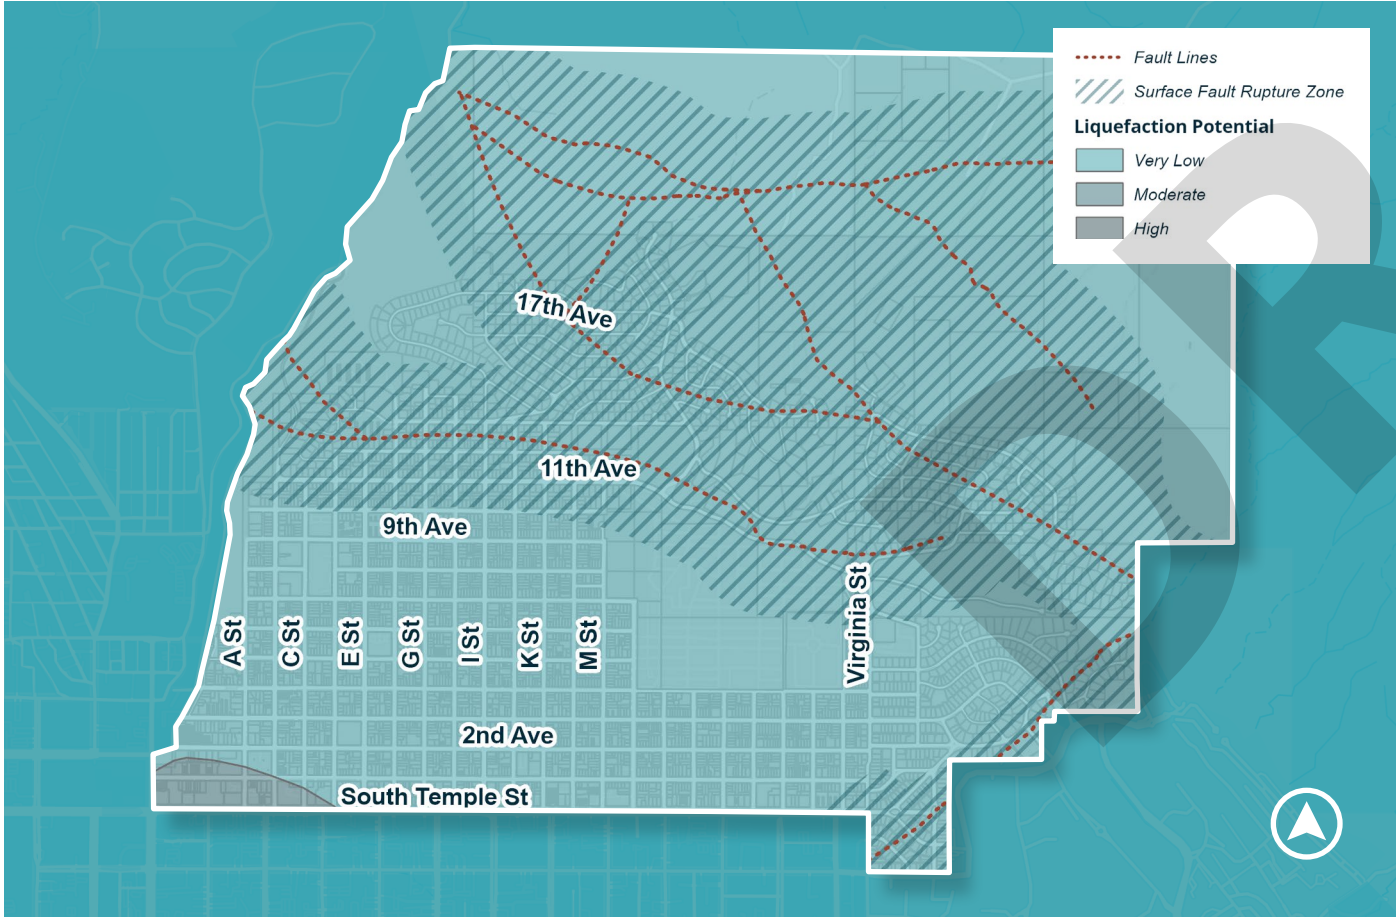 Fault Lines
Surface Fault Rupture Zone
Liquefaction Potential
Very Low
Moderate
High
17th Ave
11th Ave
9th Ave
A St
C St
E St
G St
I St
K St
M St
Virginia St
2nd Ave
South Temple St
D
R